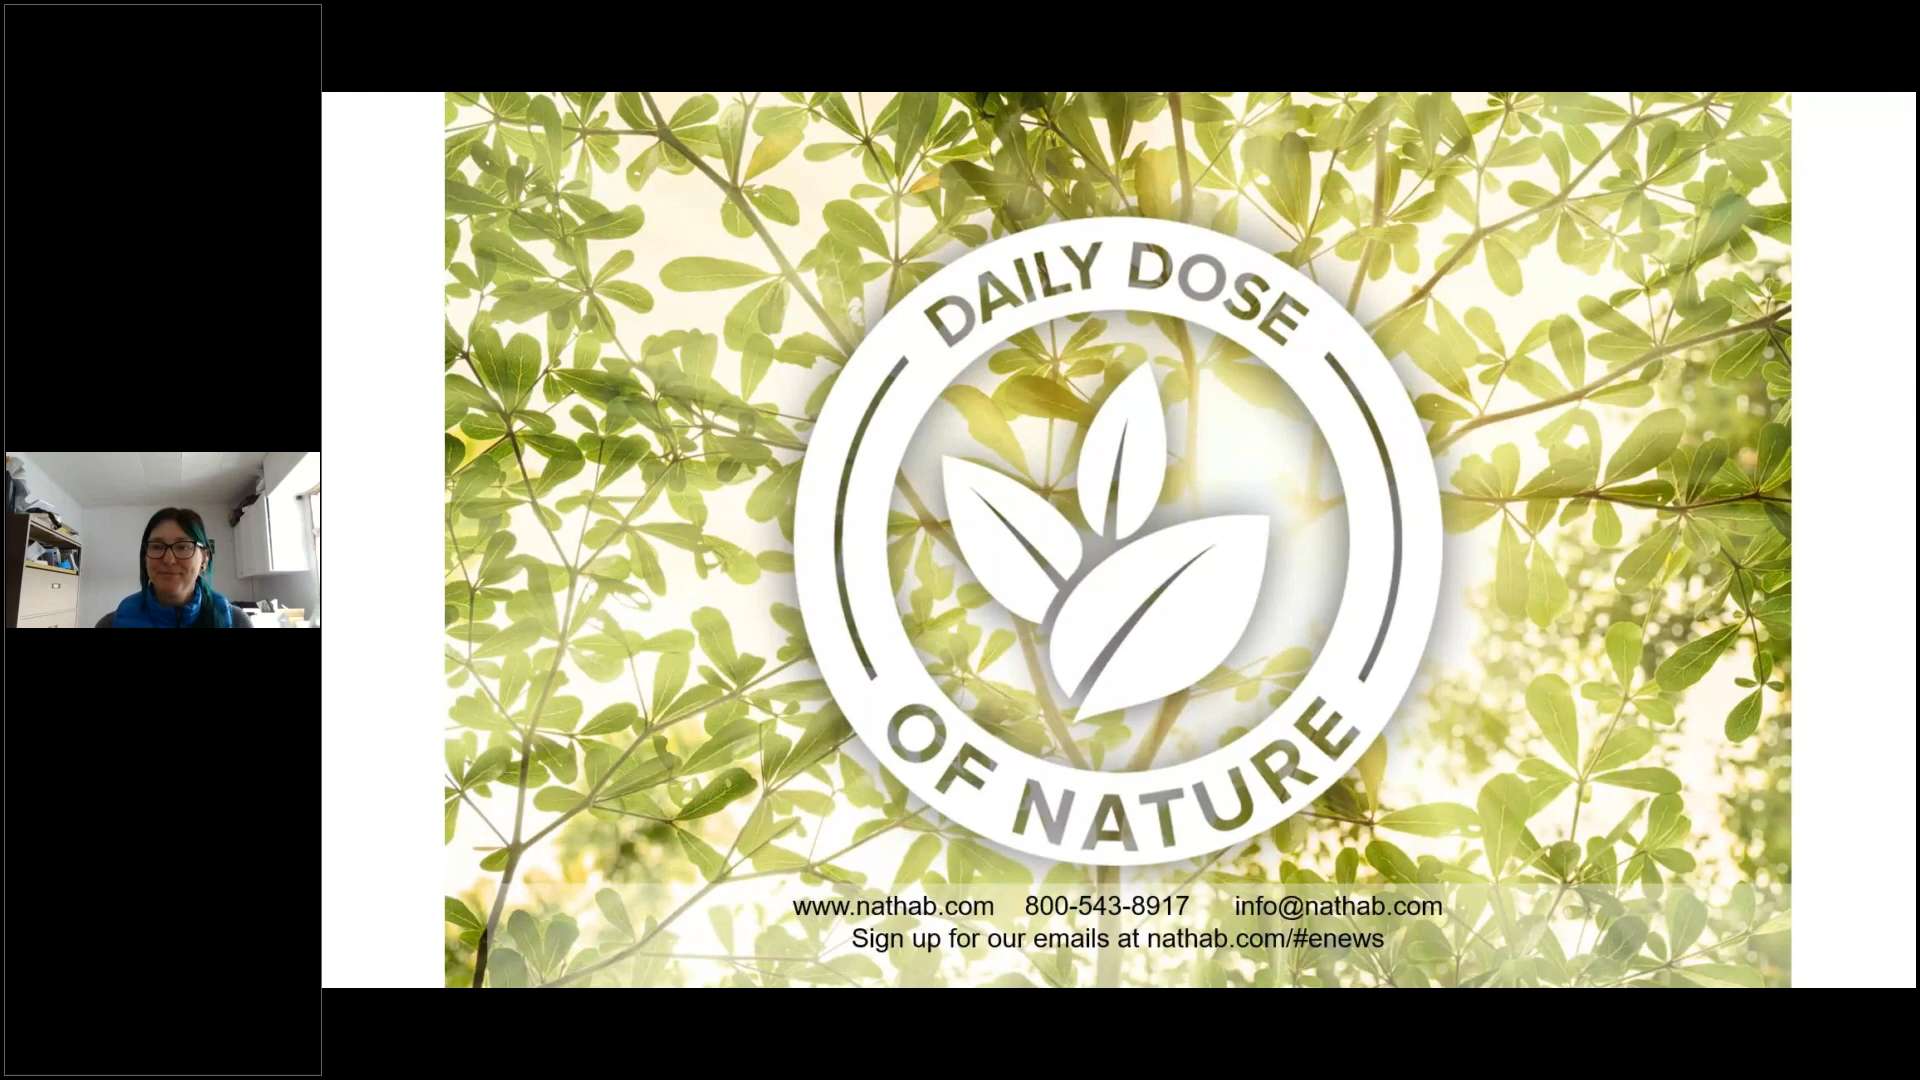 DAILY DOSE
OF NATURE
www.nathab.com 800-543-8917 info@nathab.com
Sign up for our emails at nathab.com/#enews